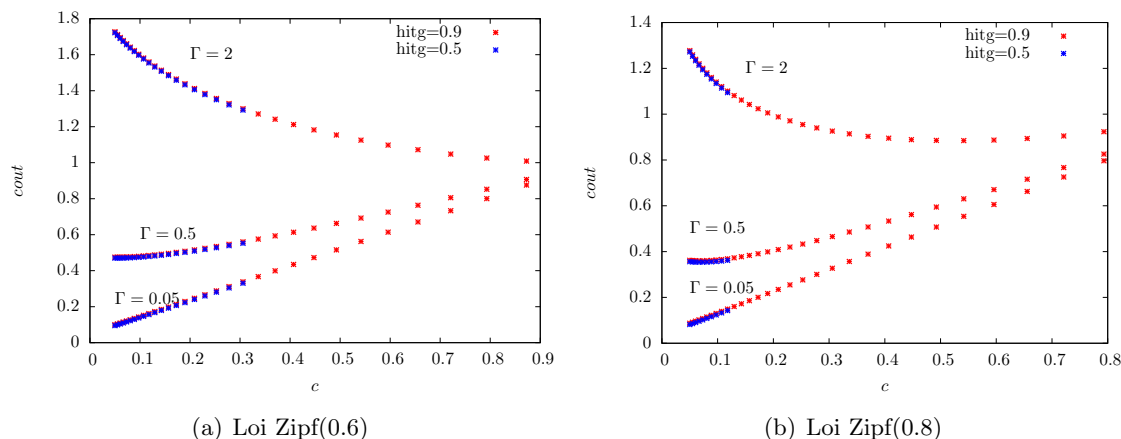 1.8
1.6
1.4
1.2
1
0.8
0.6
0.4
0.2
0
0 0.1 0.2 0.3 0.4 0.5 0.6 0.7 0.8 0.9
cout
c
hitg=0.9
hitg=0.5
Γ = 2
Γ = 0.5
Γ = 0.05
(a) Loi Zipf(0.6)
1.4
1.2
1
0.8
0.6
0.4
0.2
0
0 0.1 0.2 0.3 0.4 0.5 0.6 0.7 0.8
cout
c
hitg=0.9
hitg=0.5
Γ = 2
Γ = 0.5
Γ = 0.05
(b) Loi Zipf(0.8)